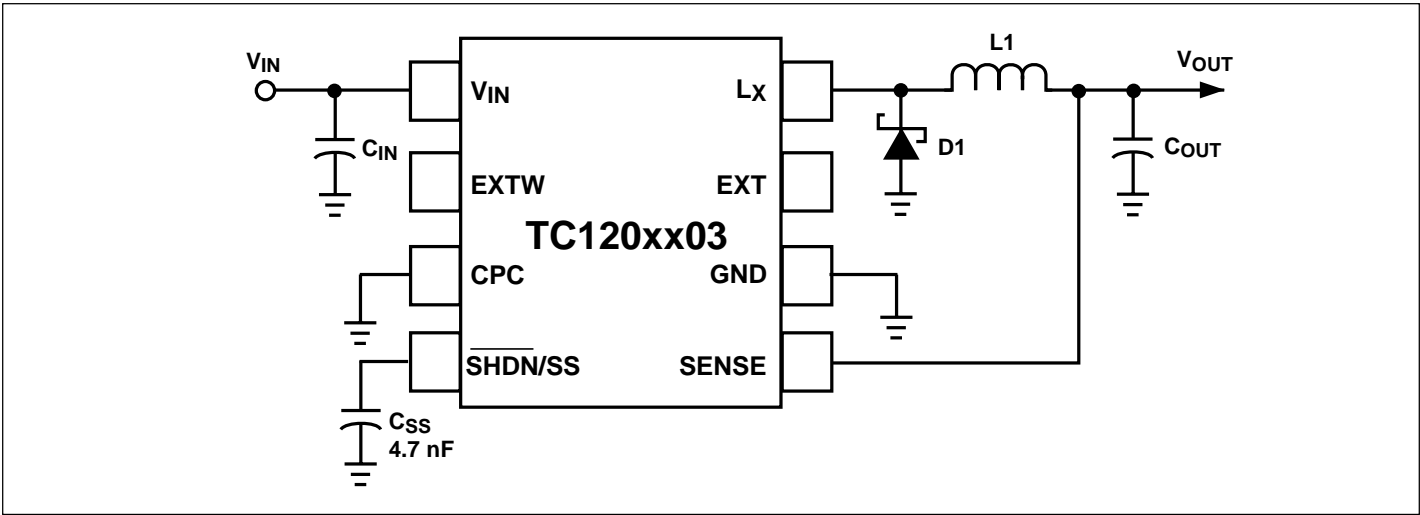 VIN
CIN
VIN
EXTW
CPC
SHDN/SS
CSS
4.7 nF
TC120xx03
LX
EXT
GND
SENSE
L1
D1
VOUT
COUT